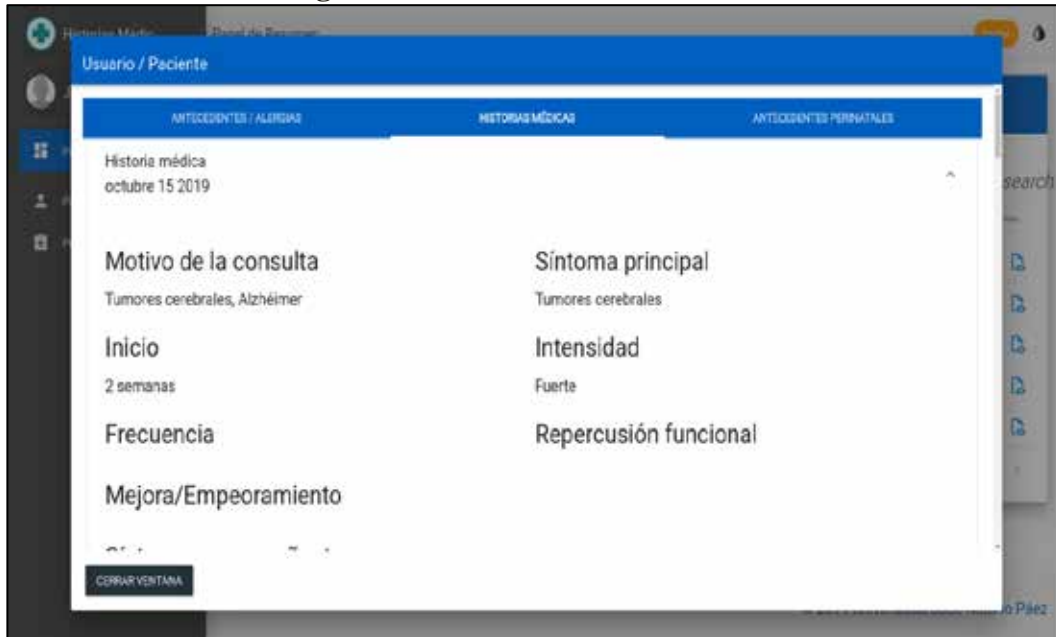 Usuario / Paciente
ANTECEDENTES / ALERGIAS HISTORIAS MÉDICAS ANTECEDENTES PERINATALES
Historia médica
octubre 15 2019
search
Motivo de la consulta Síntoma principal
Tumores cerebrales, Alzhéimer Tumores cerebrales
Inicio Intensidad
2 semanas Fuerte
Frecuencia Repercusión funcional
Mejora/Empeoramiento
CERRAR VENTANA
Páez